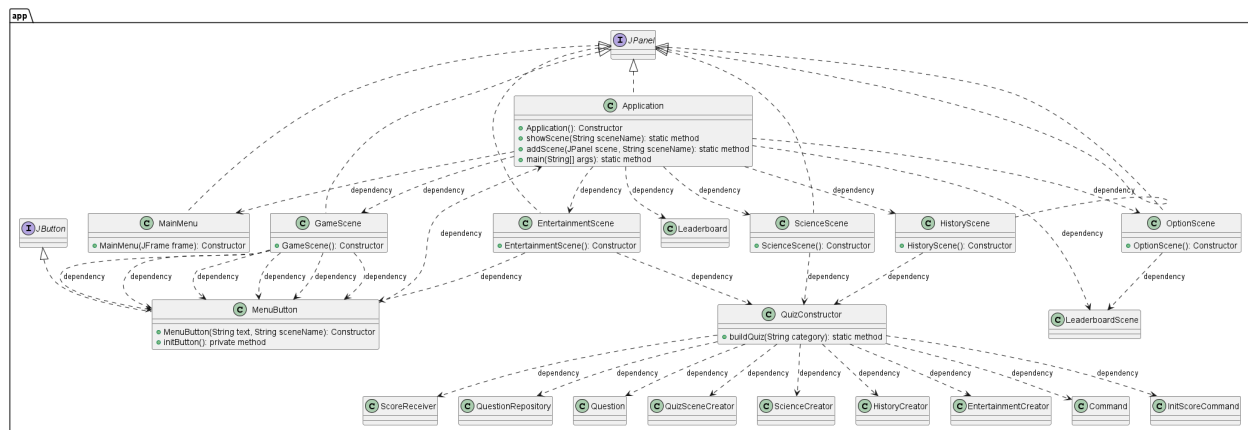 app
I JPanel
C Application
Application(): Constructor
showScene(String sceneName): static method
addScene(JPanel scene, String sceneName): static method
main(String[] args): static method
dependency
dependency
dependency
dependency
dependency
dependency
dependency
dependency
dependency
I JButton
C MainMenu
MainMenu(JFrame frame): Constructor
C GameScene
GameScene(): Constructor
C EntertainmentScene
EntertainmentScene(): Constructor
C Leaderboard
C ScienceScene
ScienceScene(): Constructor
C HistoryScene
HistoryScene(): Constructor
C OptionScene
OptionScene(): Constructor
dependency
dependency
dependency
dependency
dependency
dependency
dependency
dependency
dependency
dependency
C MenuButton
MenuButton(String text, String sceneName): Constructor
initButton(): private method
C QuizConstructor
buildQuiz(String category): static method
C LeaderboardScene
dependency
dependency
dependency
dependency
dependency
dependency
dependency
dependency
dependency
C ScoreReceiver
C QuestionRepository
C Question
C QuizSceneCreator
C ScienceCreator
C HistoryCreator
C EntertainmentCreator
C Command
C InitScoreCommand